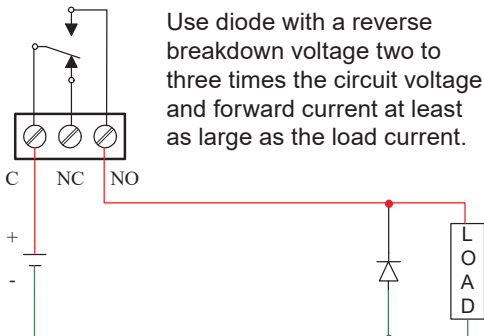 Use diode with a reverse
breakdown voltage two to
three times the circuit voltage
and forward current at least
as large as the load current.
C NC NO
+
-
L
O
A
D